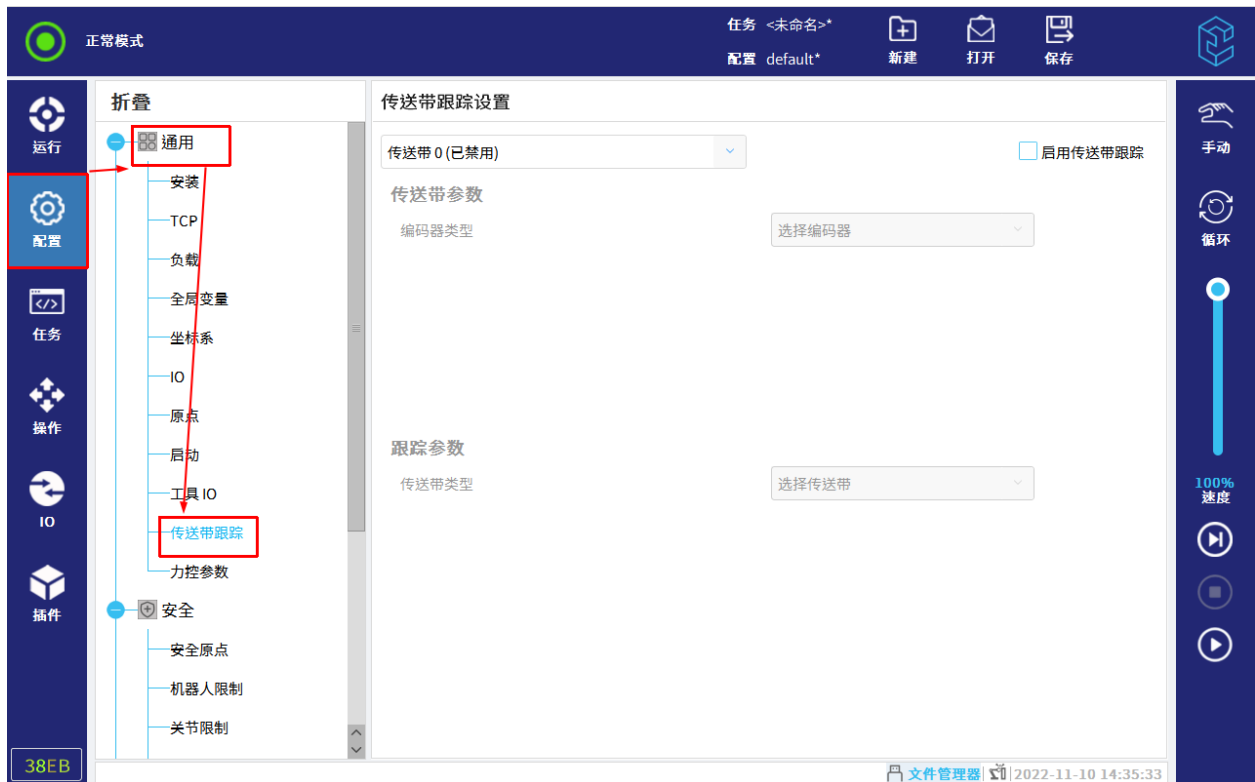 正常模式
任务 <未命名>*
配置 default*
新建
打开
保存
运行
配置
任务
操作
IO
插件
38EB
折叠
通用
安装
TCP
负载
全局变量
坐标系
IO
原点
启动
工具 IO
传送带跟踪
力控参数
安全
安全原点
机器人限制
关节限制
传送带跟踪设置
传送带 0 (已禁用)
启用传送带跟踪
传送带参数
编码器类型
选择编码器
跟踪参数
传送带类型
选择传送带
手动
循环
100%
速度
文件管理器
2022-11-10 14:35:33